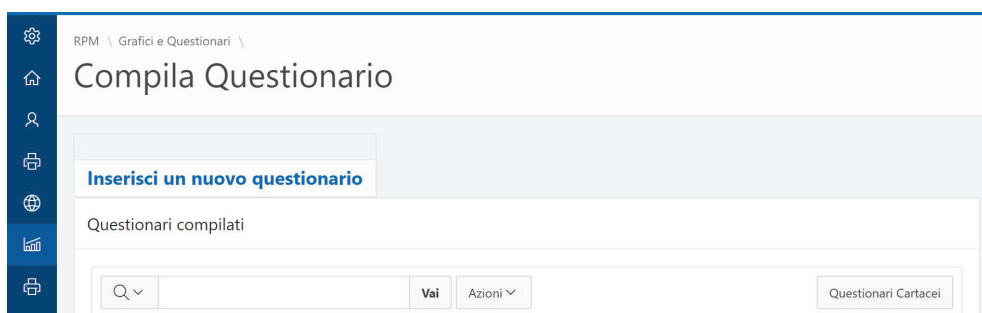 RPM \ Grafici e Questionari \
Compila Questionario
Inserisci un nuovo questionario
Questionari compilati
Vai Azioni Questionari Cartacei